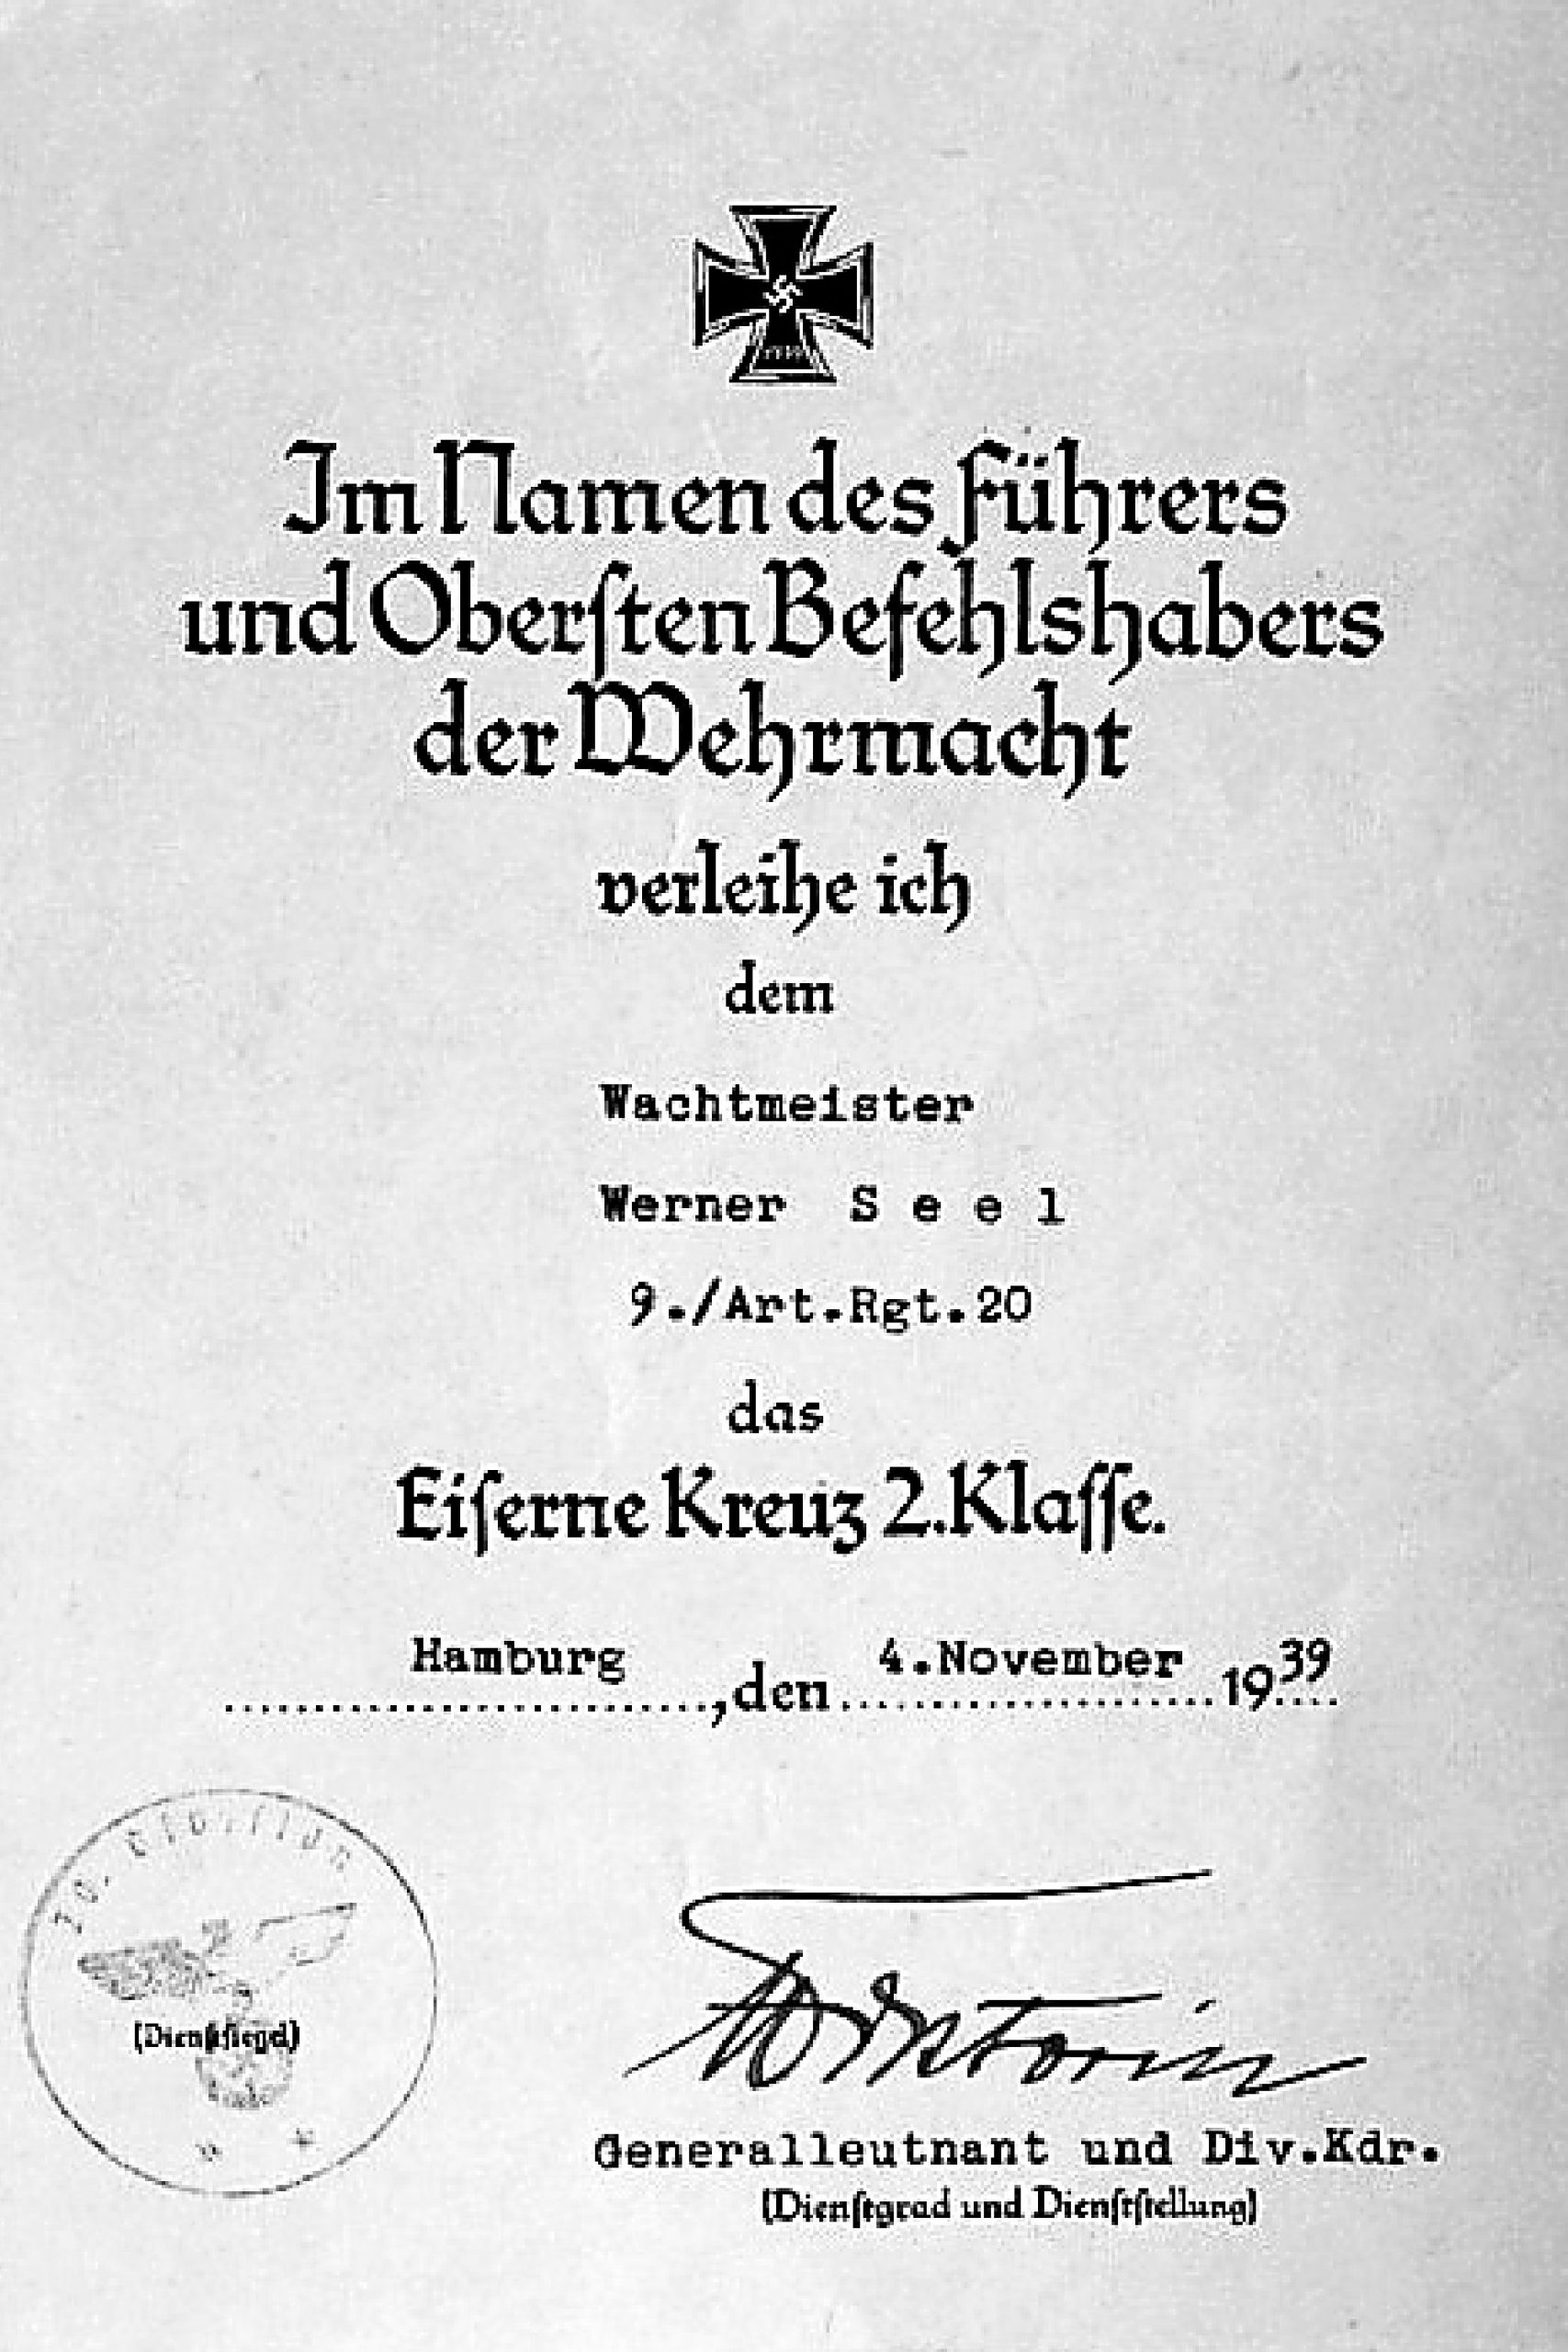 Im Namen des Führers
und Obersten Befehlshabers
der Wehrmacht
verleihe ich
dem
Wachtmeister
Werner S e e l
9./Art.Rgt.20
das
Eiserne Kreuz 2.Klasse.
Hamburg, den 4.November 1939
(Dienstsiegel)
Generalleutnant und Div.Kdr.
(Dienstgrad und Dienststellung)